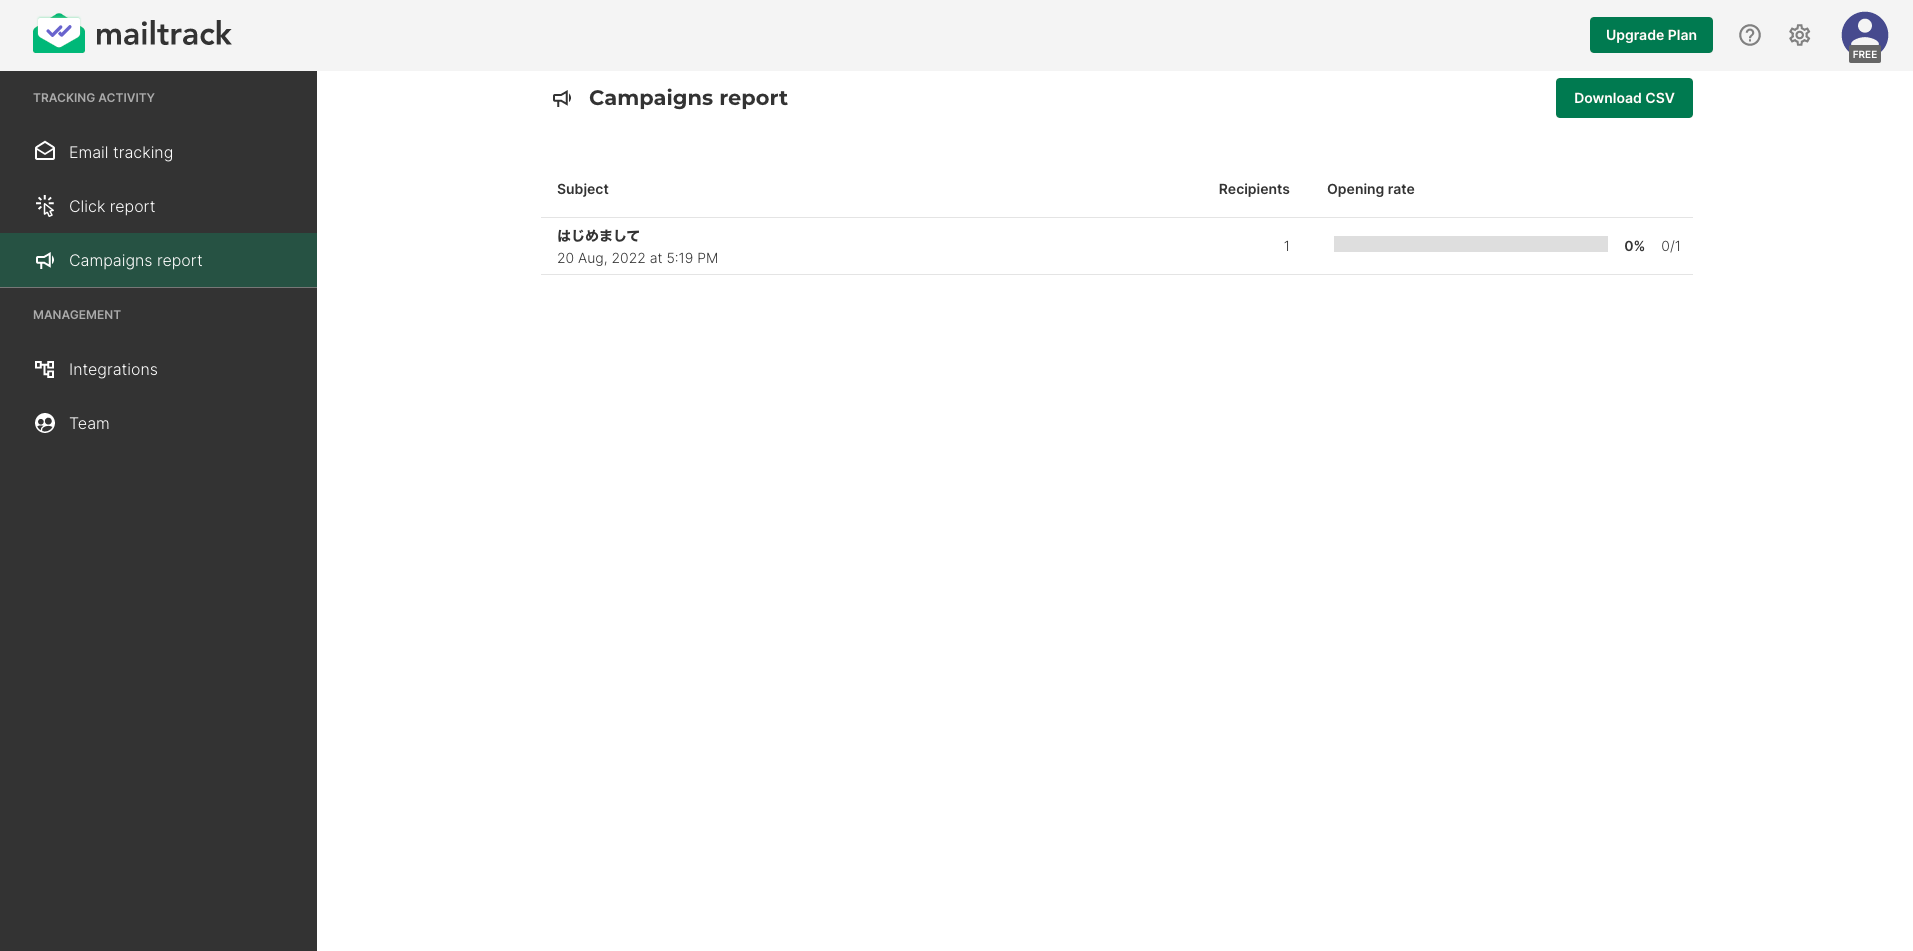 mailtrack
Upgrade Plan
FREE
TRACKING ACTIVITY
Email tracking
Click report
Campaigns report
MANAGEMENT
Integrations
Team
Campaigns report
Download CSV
Subject Recipients Opening rate
はじめまして
20 Aug, 2022 at 5:19 PM
1 0% 0/1